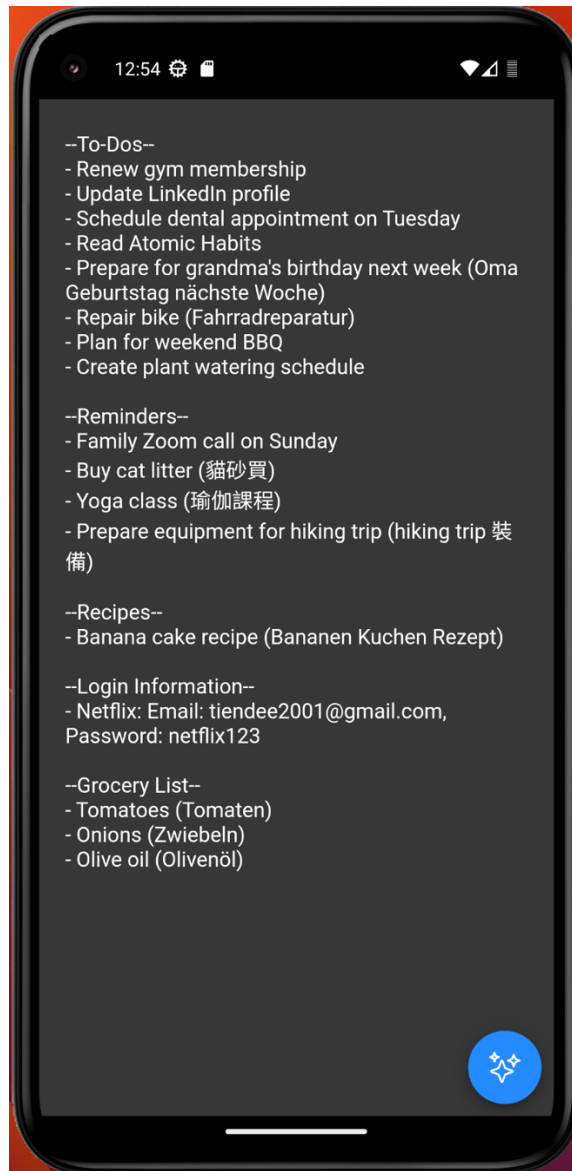 12:54
--To-Dos--
- Renew gym membership
- Update LinkedIn profile
- Schedule dental appointment on Tuesday
- Read Atomic Habits
- Prepare for grandma's birthday next week (Oma
Geburtstag nächste Woche)
- Repair bike (Fahrradreparatur)
- Plan for weekend BBQ
- Create plant watering schedule
--Reminders--
- Family Zoom call on Sunday
- Buy cat litter (貓砂買)
- Yoga class (瑜伽課程)
- Prepare equipment for hiking trip (hiking trip 裝
備)
--Recipes--
- Banana cake recipe (Bananen Kuchen Rezept)
--Login Information--
- Netflix: Email: tiendee2001@gmail.com,
Password: netflix123
--Grocery List--
- Tomatoes (Tomaten)
- Onions (Zwiebeln)
- Olive oil (Olivenöl)